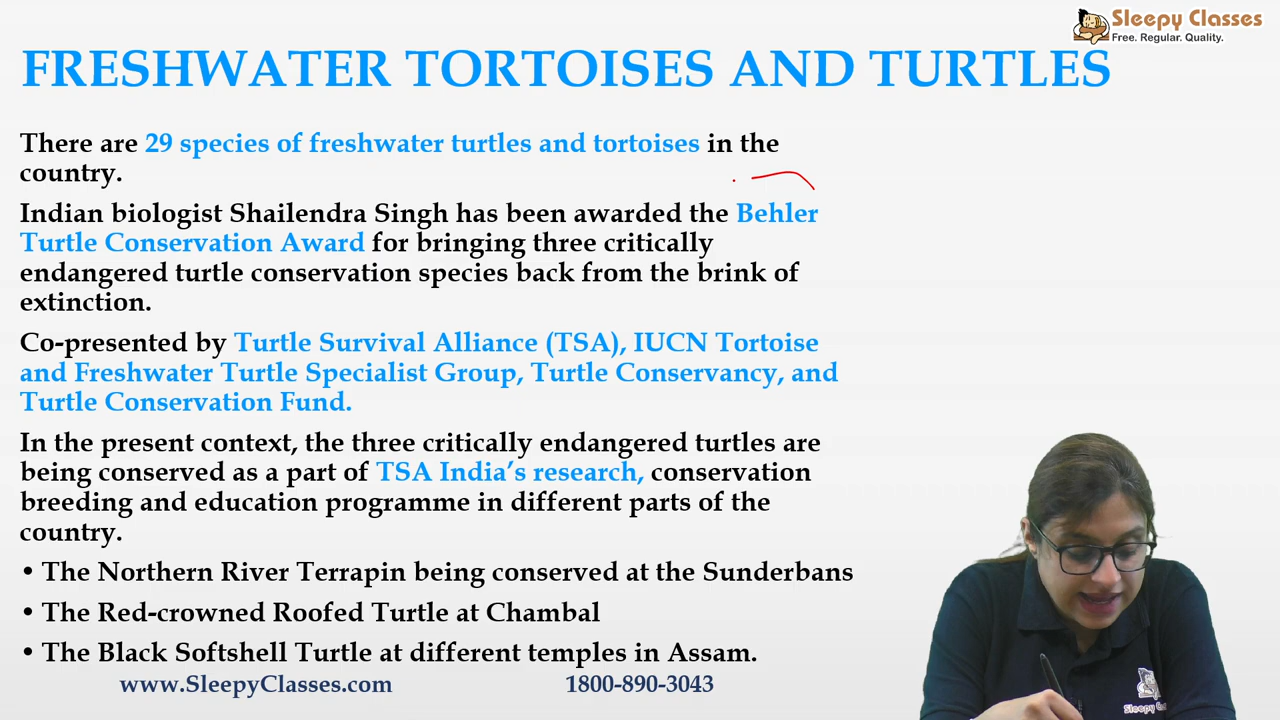 Sleepy Classes
Free. Regular. Quality.
FRESHWATER TORTOISES AND TURTLES
There are 29 species of freshwater turtles and tortoises in the
country.
Indian biologist Shailendra Singh has been awarded the Behler
Turtle Conservation Award for bringing three critically
endangered turtle conservation species back from the brink of
extinction.
Co-presented by Turtle Survival Alliance (TSA), IUCN Tortoise
and Freshwater Turtle Specialist Group, Turtle Conservancy, and
Turtle Conservation Fund.
In the present context, the three critically endangered turtles are
being conserved as a part of TSA India’s research, conservation
breeding and education programme in different parts of the
country.
• The Northern River Terrapin being conserved at the Sunderbans
• The Red-crowned Roofed Turtle at Chambal
• The Black Softshell Turtle at different temples in Assam.
www.SleepyClasses.com
1800-890-3043